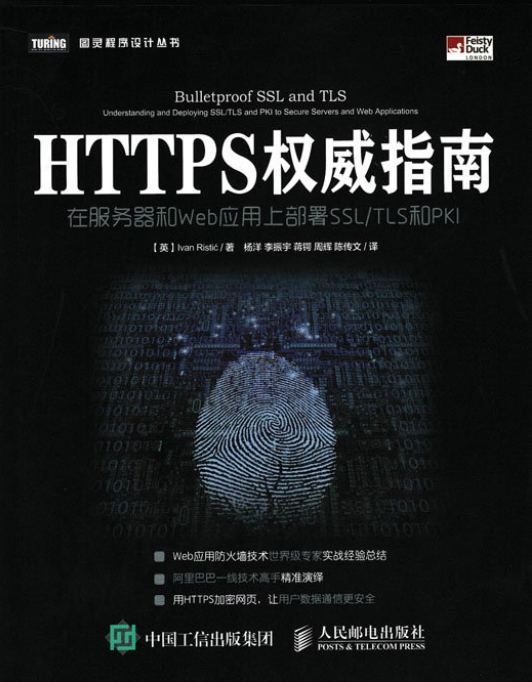 TURING
图灵程序设计丛书
Feisty
Duck
LONDON
Bulletproof SSL and TLS
Understanding and Deploying SSL/TLS and PKI to Secure Servers and Web Applications
HTTPS权威指南
在服务器和Web应用上部署SSL/TLS和PKI
【英】Ivan Ristić / 著 杨洋 李振宇 蒋锷 周辉 陈传文 / 译
Web应用防火墙技术世界级专家实战经验总结
阿里巴巴一线技术高手精准演绎
用HTTPS加密网页，让用户数据通信更安全
中国工信出版集团
人民邮电出版社
POSTS & TELECOM PRESS